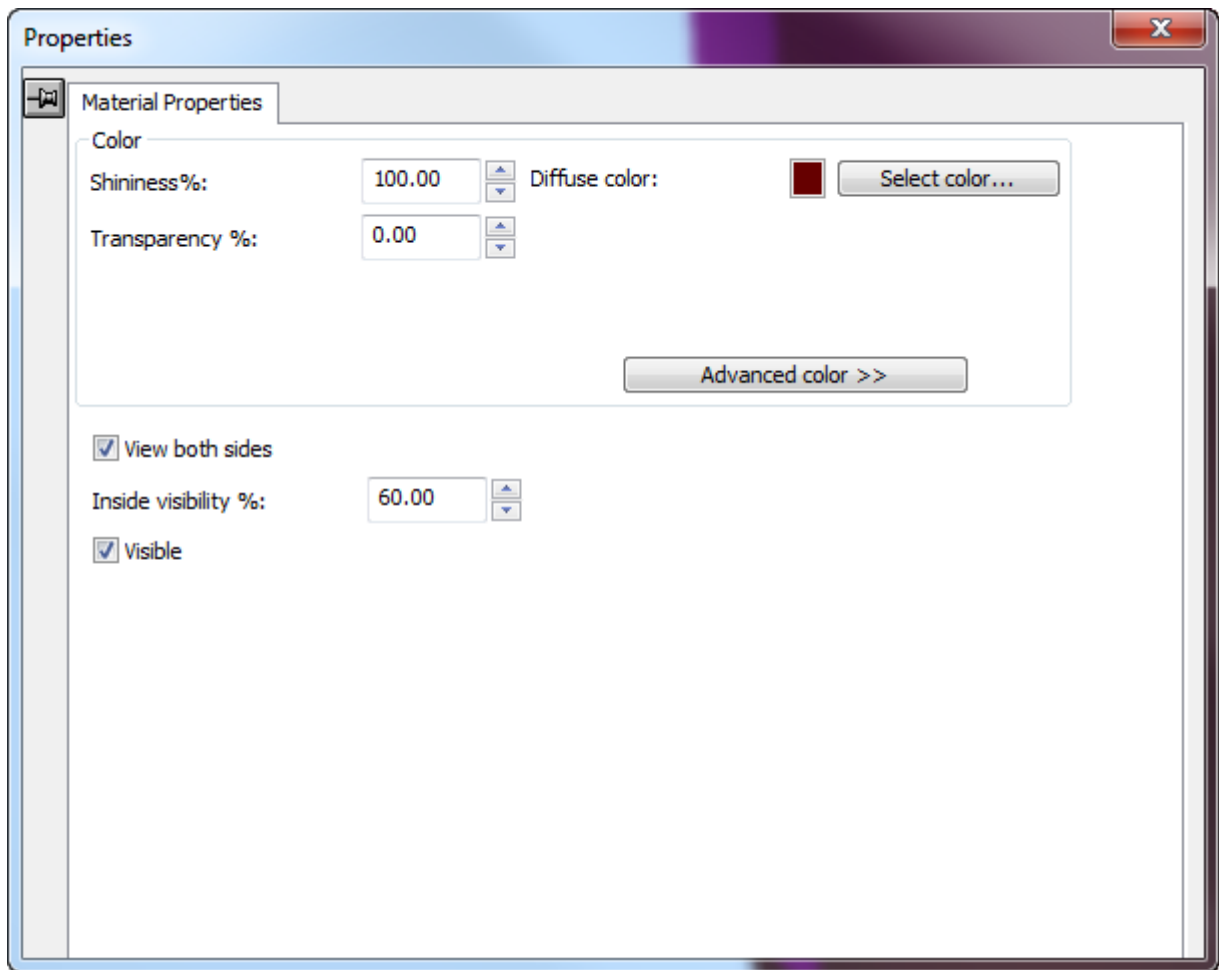 Properties
Material Properties
Color
Shininess%: 100.00 Diffuse color: Select color...
Transparency %: 0.00
Advanced color >>
View both sides
Inside visibility %: 60.00
Visible